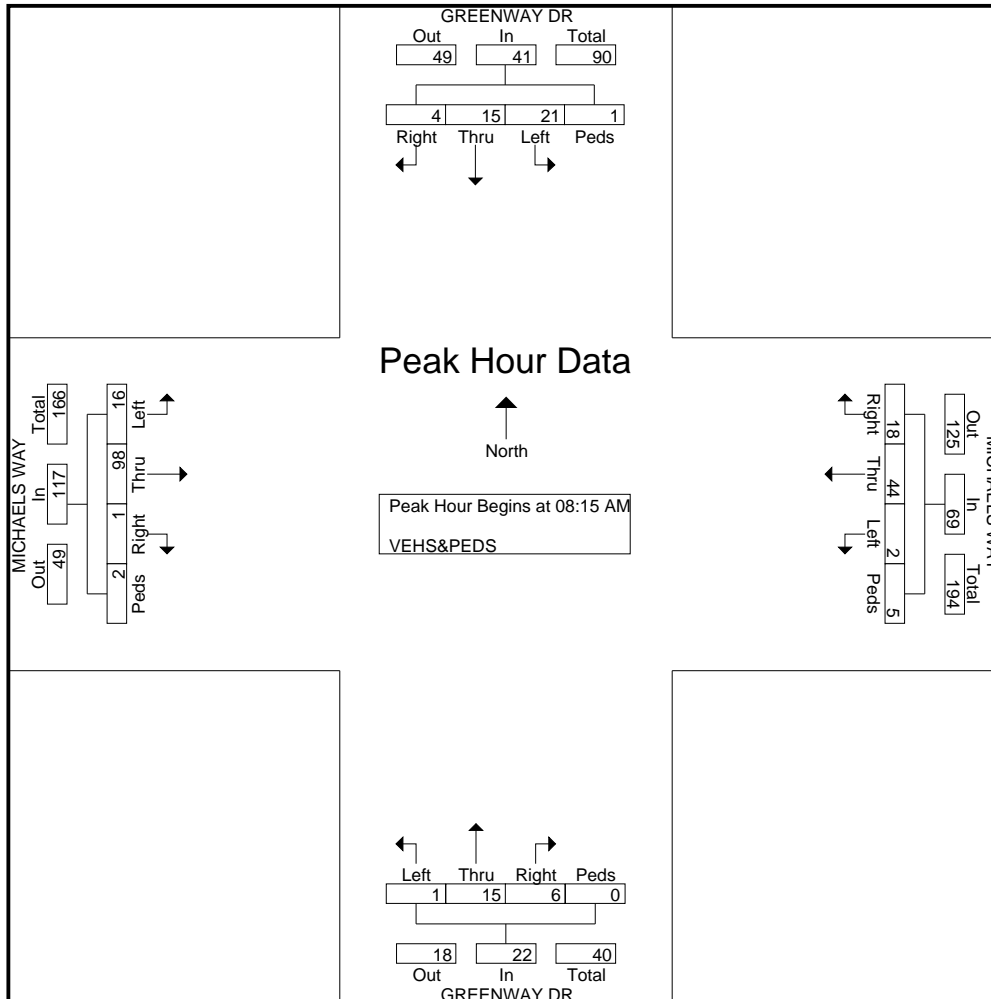 GREENWAY DR
Out In Total
49 41 90
4 15 21 1
Right Thru Left Peds
Peak Hour Data
North
Peak Hour Begins at 08:15 AM
VEHS&PEDS
MICHAELS WAY
Total In Out
166 117 49
16 98 1 2
Left Thru Right Peds
Right Thru Left Peds
18 44 2 5
Out In Total
125 69 194
MICHAELS WAY
Left Thru Right Peds
1 15 6 0
18 22 40
Out In Total
GREENWAY DR